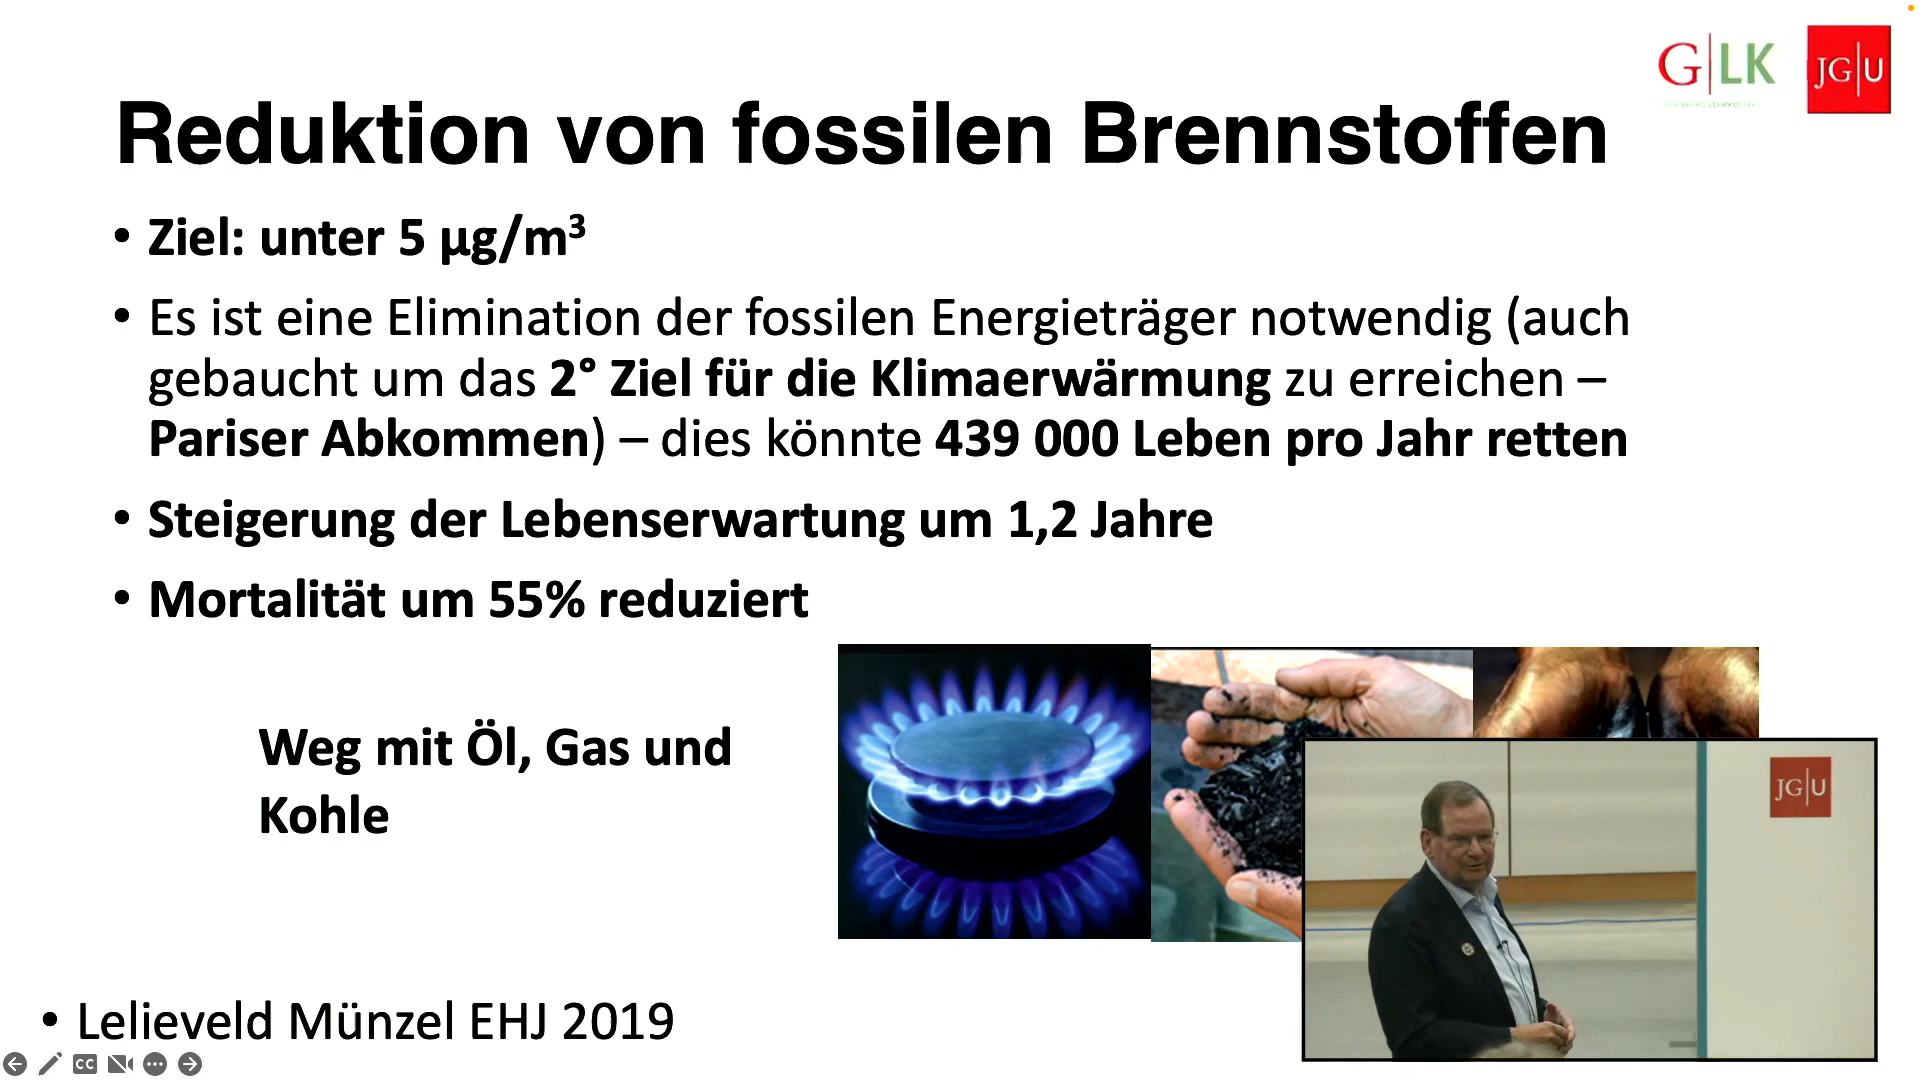 G|LK
JG|U
Reduktion von fossilen Brennstoffen
• Ziel: unter 5 µg/m³
• Es ist eine Elimination der fossilen Energieträger notwendig (auch
gebaucht um das 2° Ziel für die Klimaerwärmung zu erreichen –
Pariser Abkommen) – dies könnte 439 000 Leben pro Jahr retten
• Steigerung der Lebenserwartung um 1,2 Jahre
• Mortalität um 55% reduziert
Weg mit Öl, Gas und
Kohle
JG|U
• Lelieveld Münzel EHJ 2019
CC